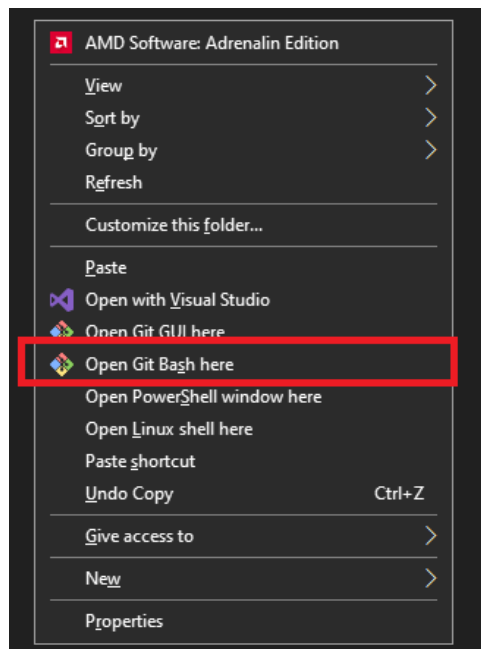 AMD Software: Adrenalin Edition
View
Sort by
Group by
Refresh
Customize this folder...
Paste
Open with Visual Studio
Open Git GUI here
Open Git Bash here
Open PowerShell window here
Open Linux shell here
Paste shortcut
Undo Copy Ctrl+Z
Give access to
New
Properties